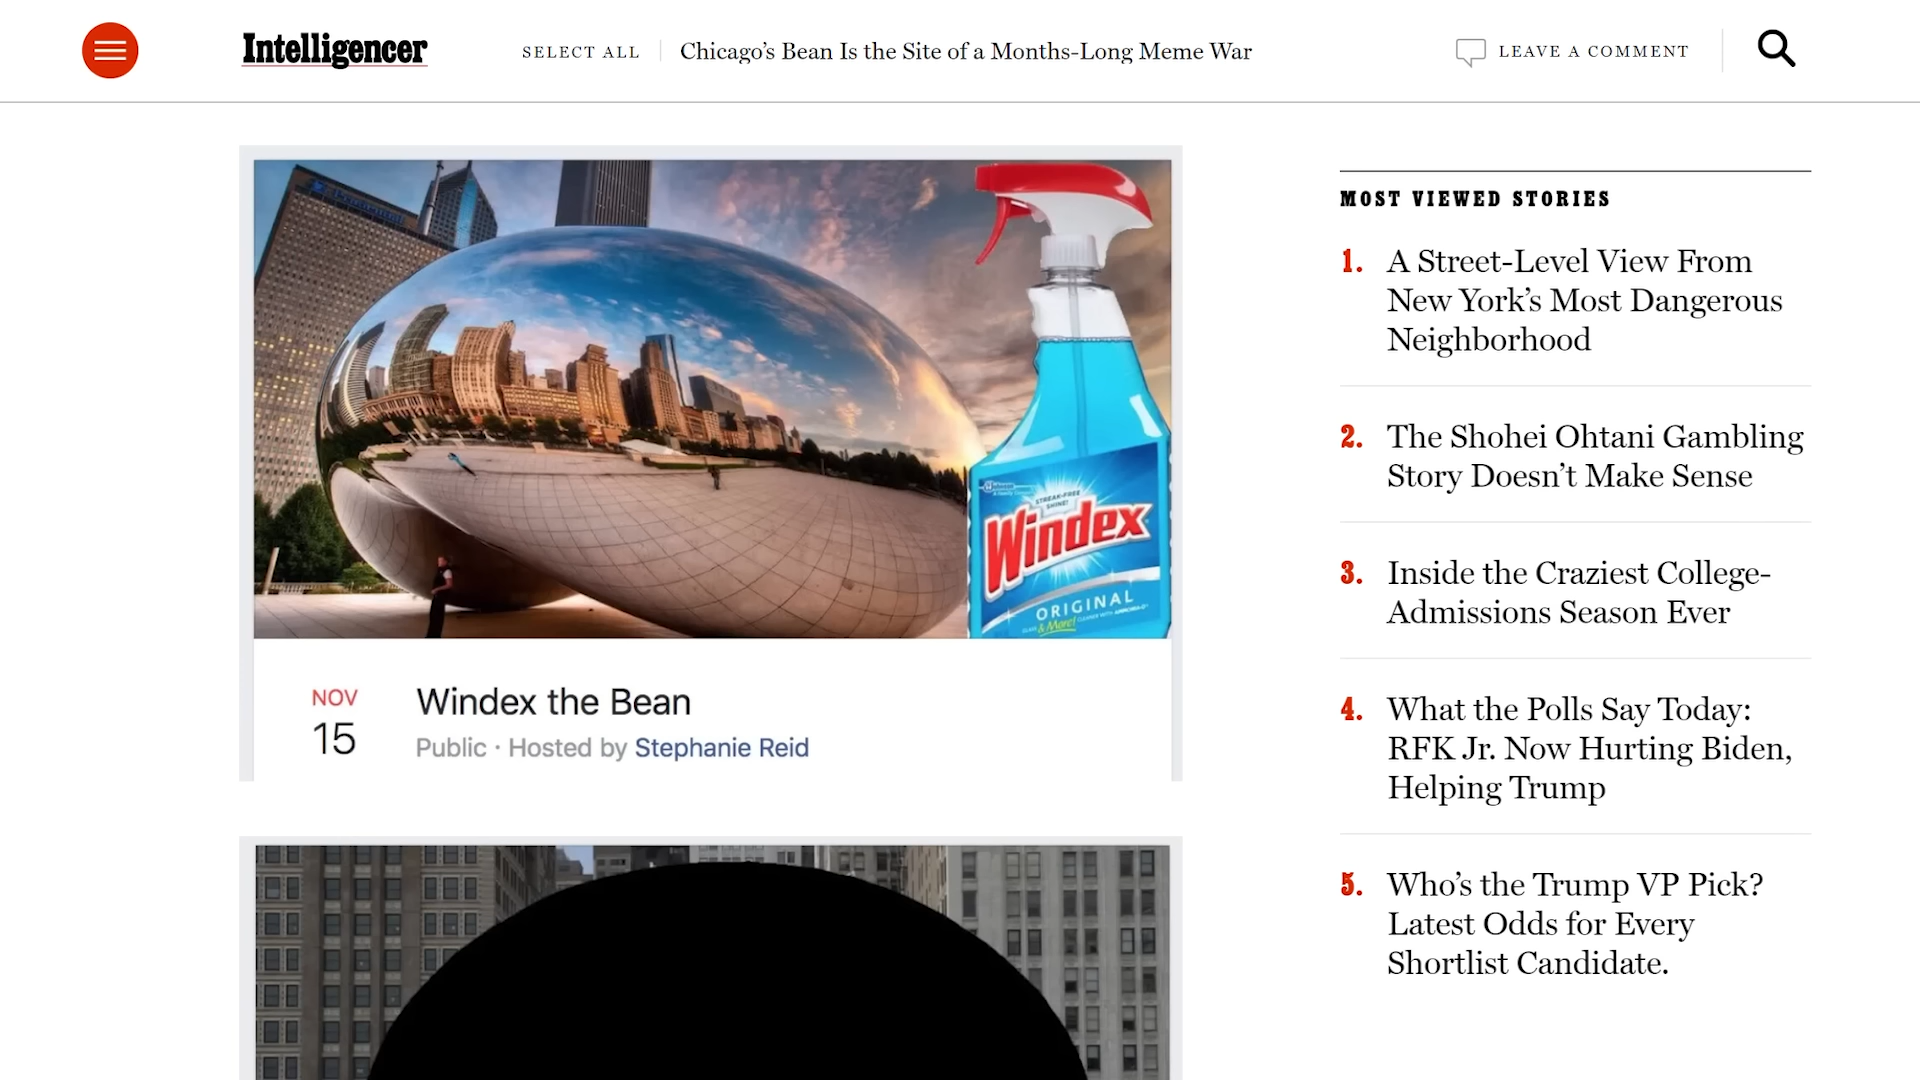 Intelligencer
SELECT ALL
Chicago’s Bean Is the Site of a Months-Long Meme War
LEAVE A COMMENT
STREAK-FREE
SHINE!
Windex
ORIGINAL
& More!
NOV
15
Windex the Bean
Public · Hosted by Stephanie Reid
MOST VIEWED STORIES
1. A Street-Level View From
New York’s Most Dangerous
Neighborhood
2. The Shohei Ohtani Gambling
Story Doesn’t Make Sense
3. Inside the Craziest College-
Admissions Season Ever
4. What the Polls Say Today:
RFK Jr. Now Hurting Biden,
Helping Trump
5. Who’s the Trump VP Pick?
Latest Odds for Every
Shortlist Candidate.